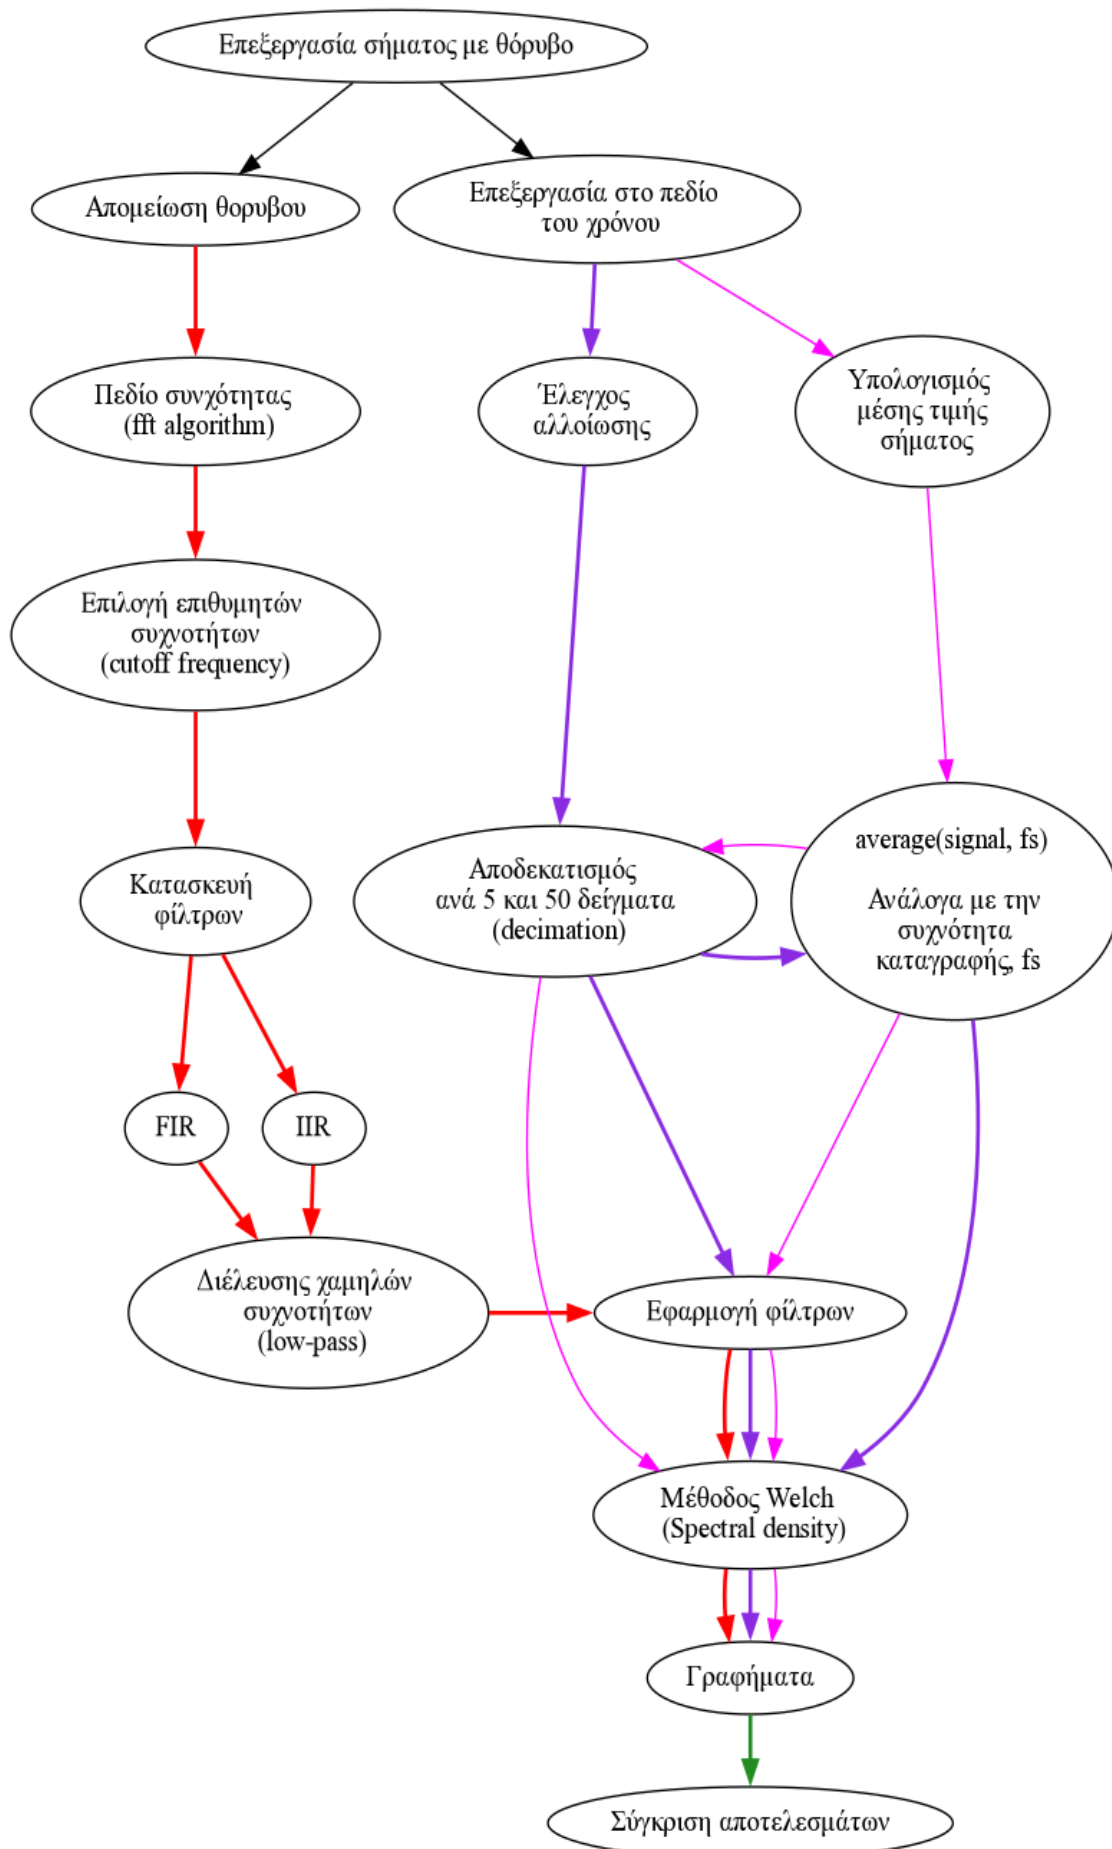 Επεξεργασία σήματος με θόρυβο
Απομείωση θορυβου
Επεξεργασία στο πεδίο
του χρόνου
Πεδίο συνχότητας
(fft algorithm)
Έλεγχος
αλλοίωσης
Υπολογισμός
μέσης τιμής
σήματος
Επιλογή επιθυμητών
συχνοτήτων
(cutoff frequency)
Κατασκευή
φίλτρων
Αποδεκατισμός
ανά 5 και 50 δείγματα
(decimation)
average(signal, fs)
Ανάλογα με την
συχνότητα
καταγραφής, fs
FIR
IIR
Διέλευσης χαμηλών
συχνοτήτων
(low-pass)
Εφαρμογή φίλτρων
Μέθοδος Welch
(Spectral density)
Γραφήματα
Σύγκριση αποτελεσμάτων